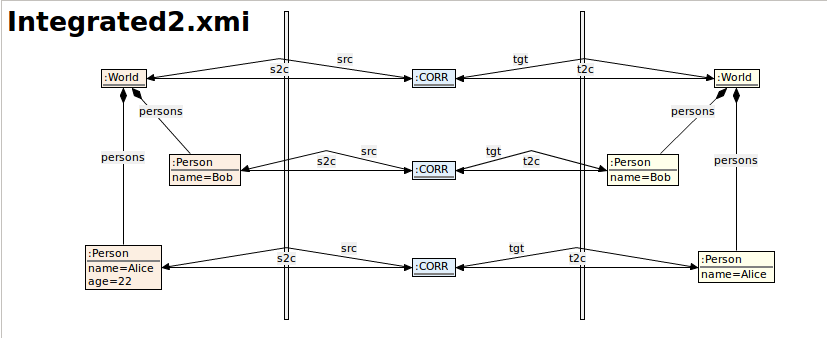 Integrated2.xmi
src
tgt
s2c
t2c
:World
:CORR
:World
persons
persons
persons
persons
src
tgt
s2c
t2c
:Person
name=Bob
:CORR
:Person
name=Bob
src
tgt
s2c
t2c
:Person
name=Alice
age=22
:CORR
:Person
name=Alice